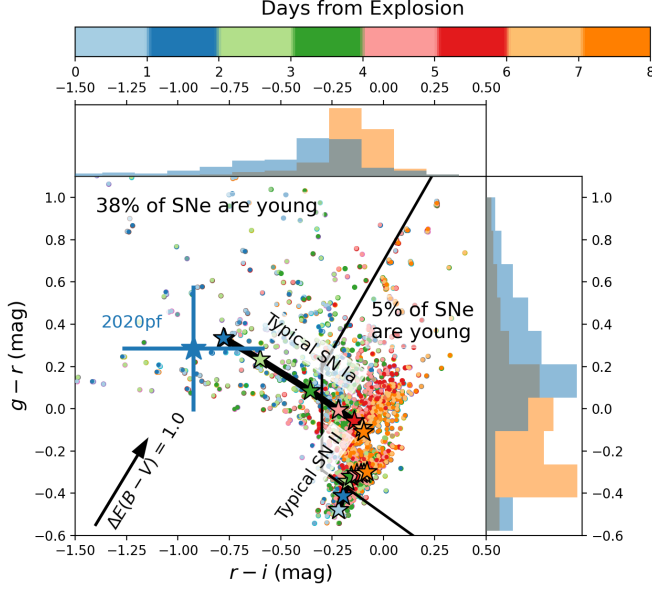 Days from Explosion
0 1 2 3 4 5 6 7 8
−1.50 −1.25 −1.00 −0.75 −0.50 −0.25 0.00 0.25 0.50
38% of SNe are young
5% of SNe
are young
2020pf
Typical SN Ia
Typical SN II
ΔE(B − V) = 1.0
1.0
0.8
0.6
0.4
0.2
0.0
−0.2
−0.4
−0.6
g − r (mag)
1.0
0.8
0.6
0.4
0.2
0.0
−0.2
−0.4
−0.6
−1.50 −1.25 −1.00 −0.75 −0.50 −0.25 0.00 0.25 0.50
r − i (mag)